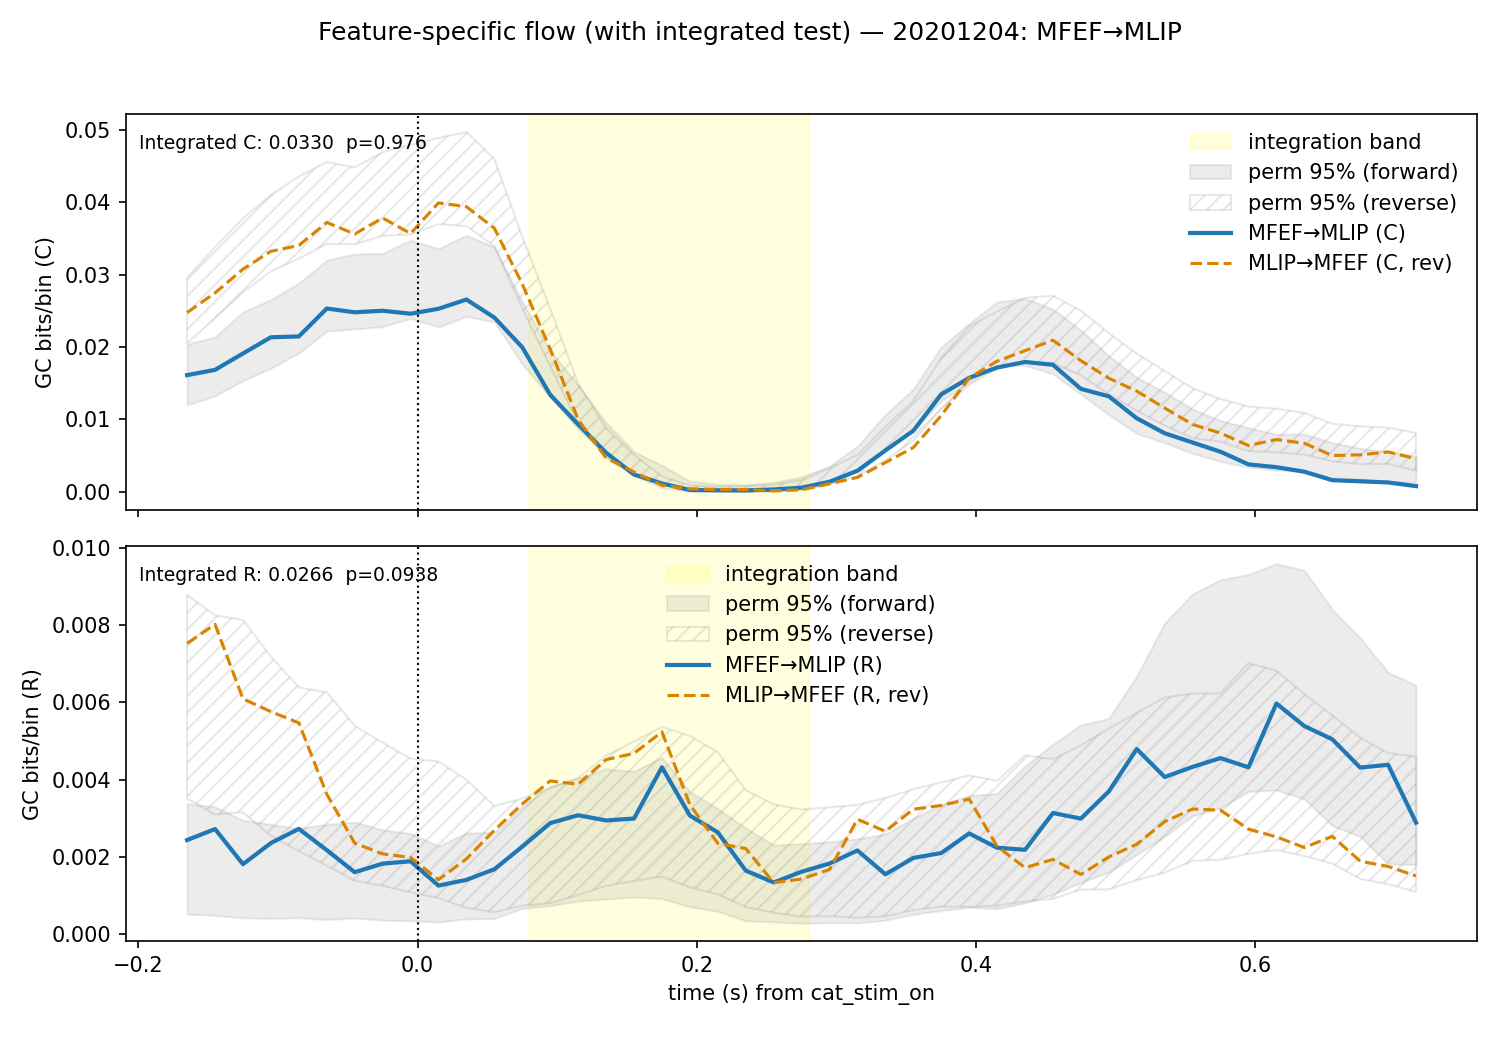 Feature-specific flow (with integrated test) — 20201204: MFEF→MLIP
Integrated C: 0.0330  p=0.976
integration band
perm 95% (forward)
perm 95% (reverse)
MFEF→MLIP (C)
MLIP→MFEF (C, rev)
0.05
0.04
0.03
0.02
0.01
0.00
GC bits/bin (C)
Integrated R: 0.0266  p=0.0938
integration band
perm 95% (forward)
perm 95% (reverse)
MFEF→MLIP (R)
MLIP→MFEF (R, rev)
0.010
0.008
0.006
0.004
0.002
0.000
GC bits/bin (R)
−0.2 0.0 0.2 0.4 0.6
time (s) from cat_stim_on